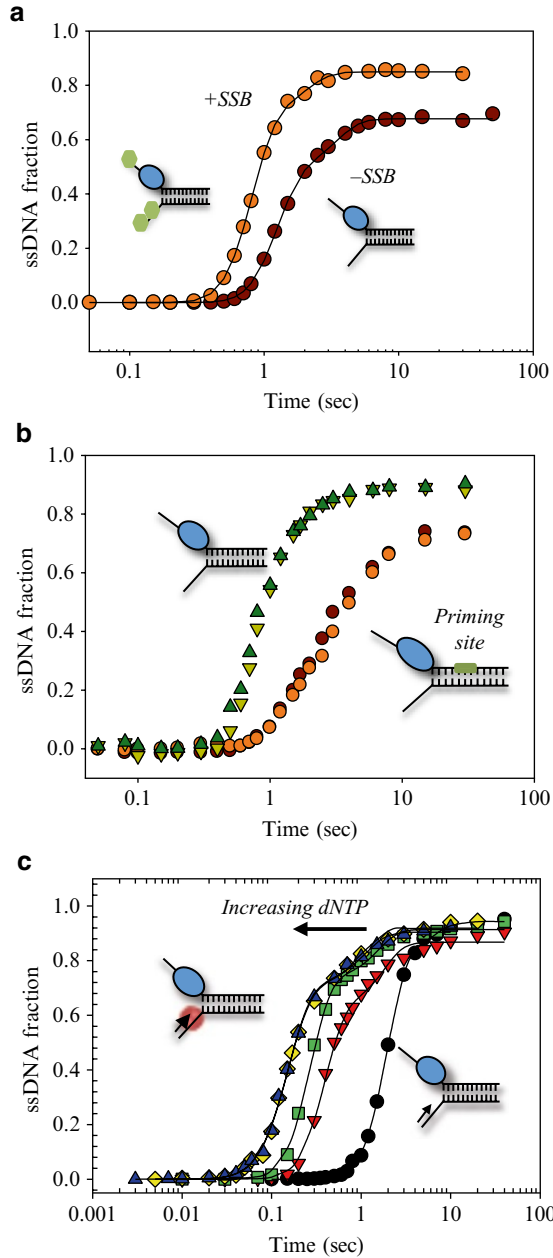 a
1.0
0.8
0.6
0.4
0.2
0.0
ssDNA fraction
+SSB
–SSB
0.1
1
10
100
Time (sec)
b
1.0
0.8
0.6
0.4
0.2
0.0
ssDNA fraction
Priming
site
0.1
1
10
100
Time (sec)
c
1.0
0.8
0.6
0.4
0.2
0.0
ssDNA fraction
Increasing dNTP
0.001
0.01
0.1
1
10
100
Time (sec)